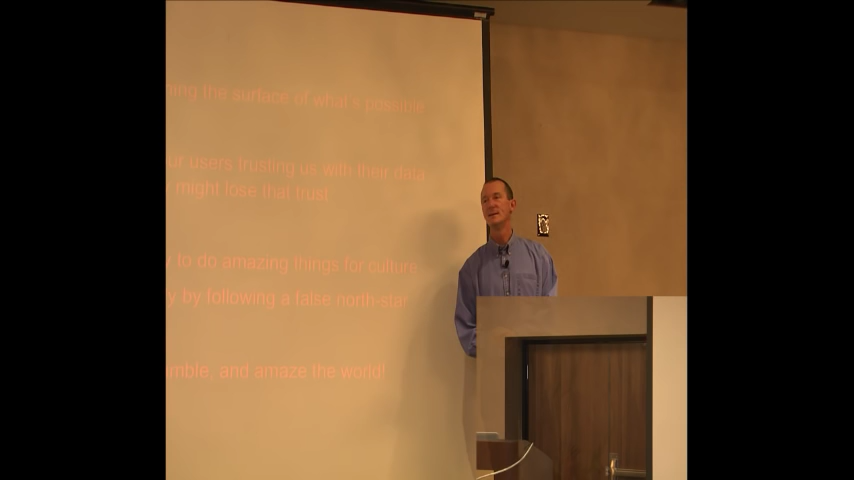 ning the surface of what's possible
ur users trusting us with their data
might lose that trust
to do amazing things for culture
y by following a false north-star
mble, and amaze the world!